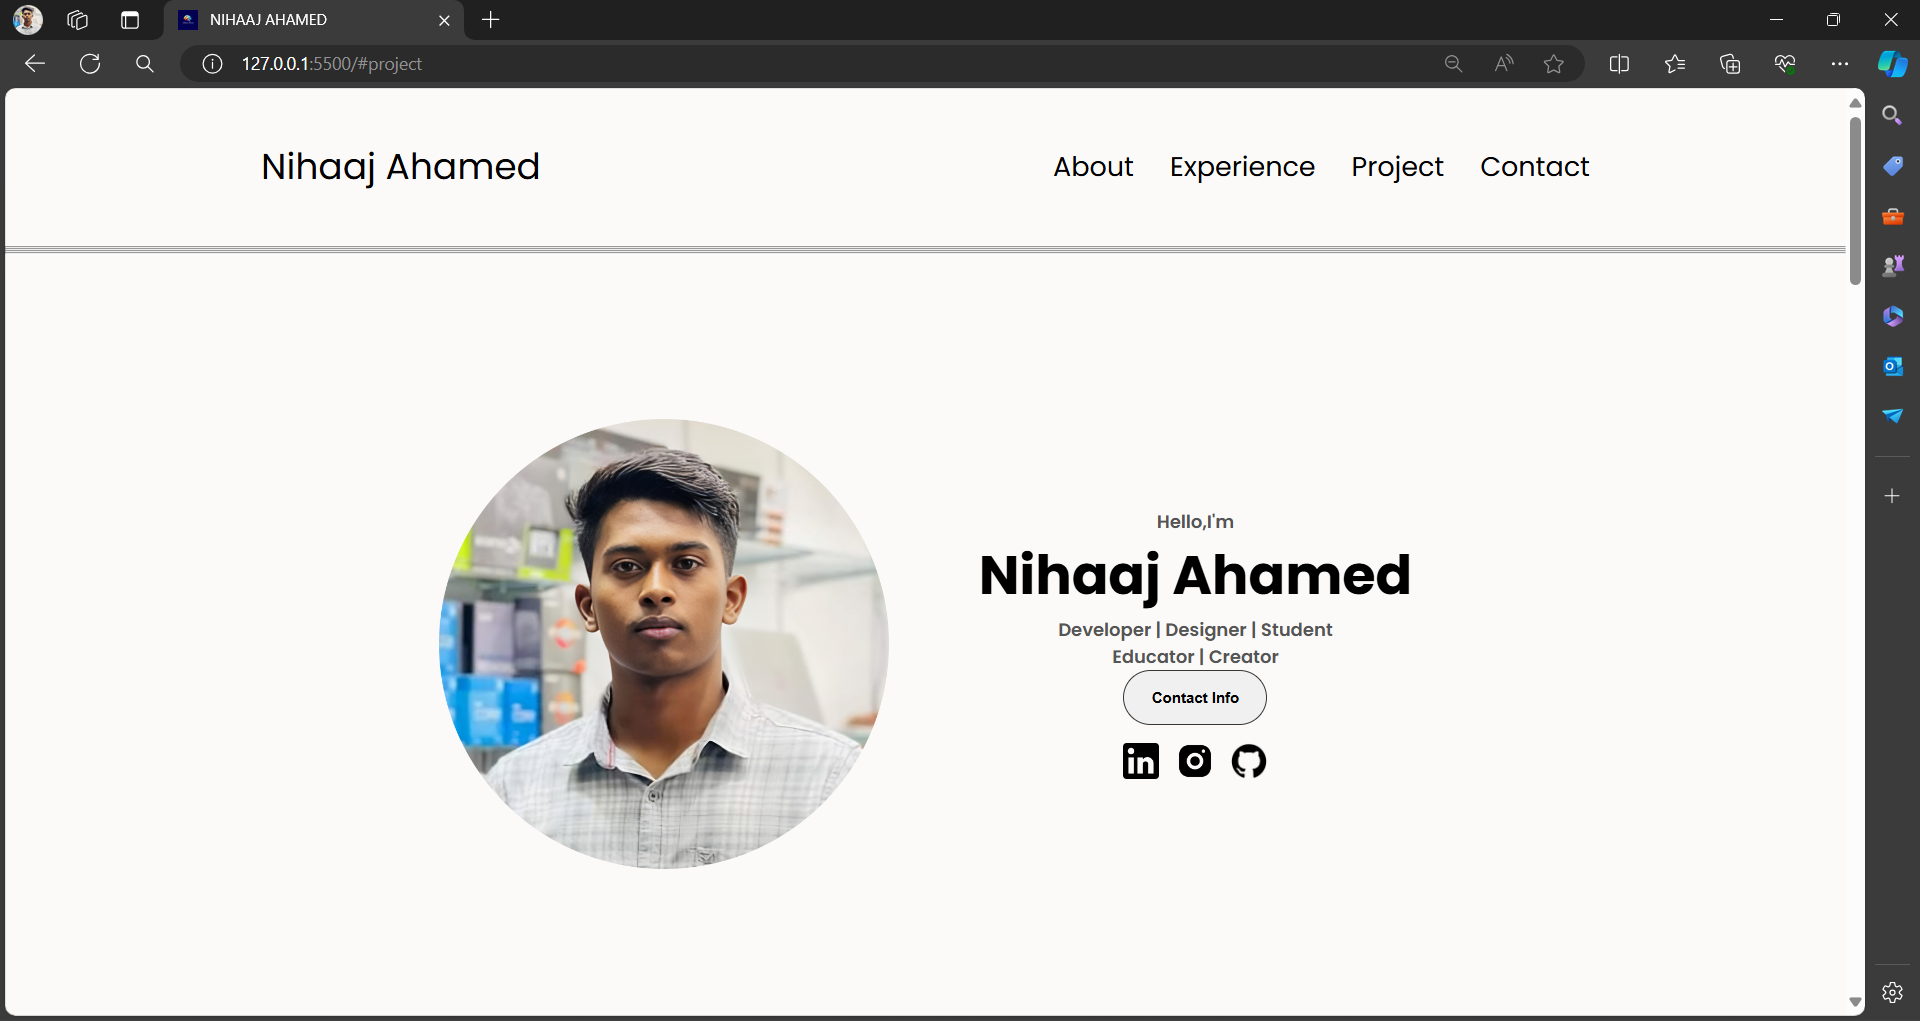 NIHAAJ AHAMED
127.0.0.1:5500/#project
Nihaaj Ahamed
About Experience Project Contact
Hello,I'm
Nihaaj Ahamed
Developer | Designer | Student
Educator | Creator
Contact Info
in